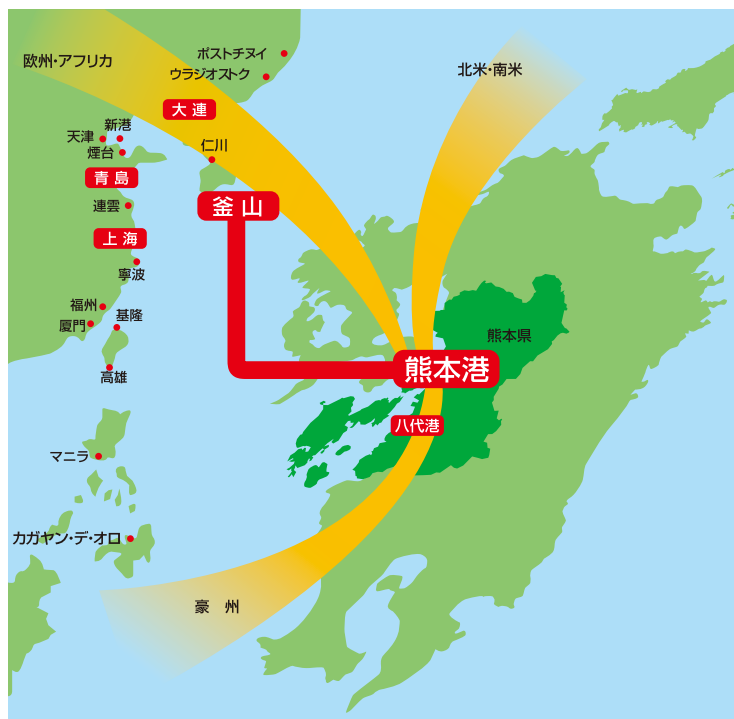 欧州・アフリカ
ポストチヌイ
ウラジオストク
北米・南米
大連
新港
天津
煙台
仁川
青島
釜山
連雲
上海
寧波
福州
基隆
厦門
熊本県
熊本港
高雄
八代港
マニラ
カガヤン・デ・オロ
豪州